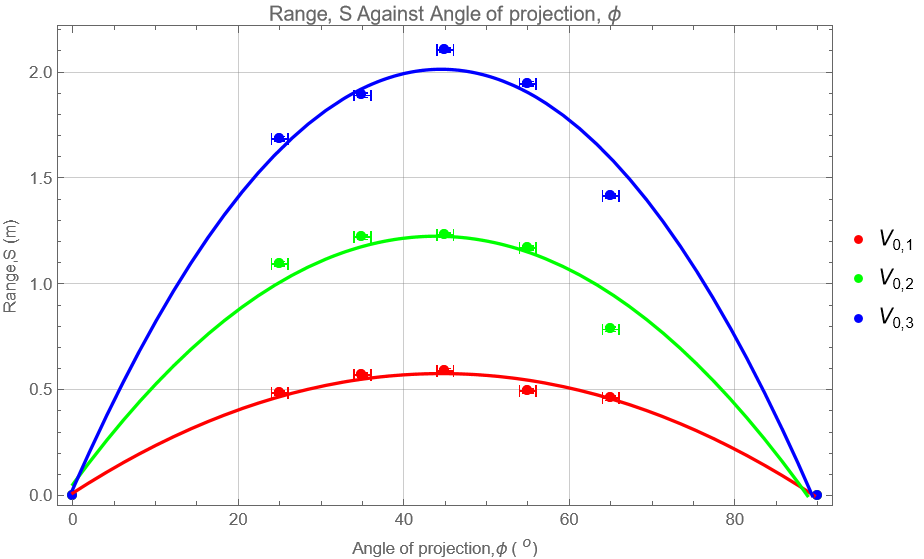 Range, S Against Angle of projection, ϕ
2.0
1.5
1.0
0.5
0.0
Range,S (m)
0
20
40
60
80
Angle of projection,ϕ ( o)
V0,1
V0,2
V0,3